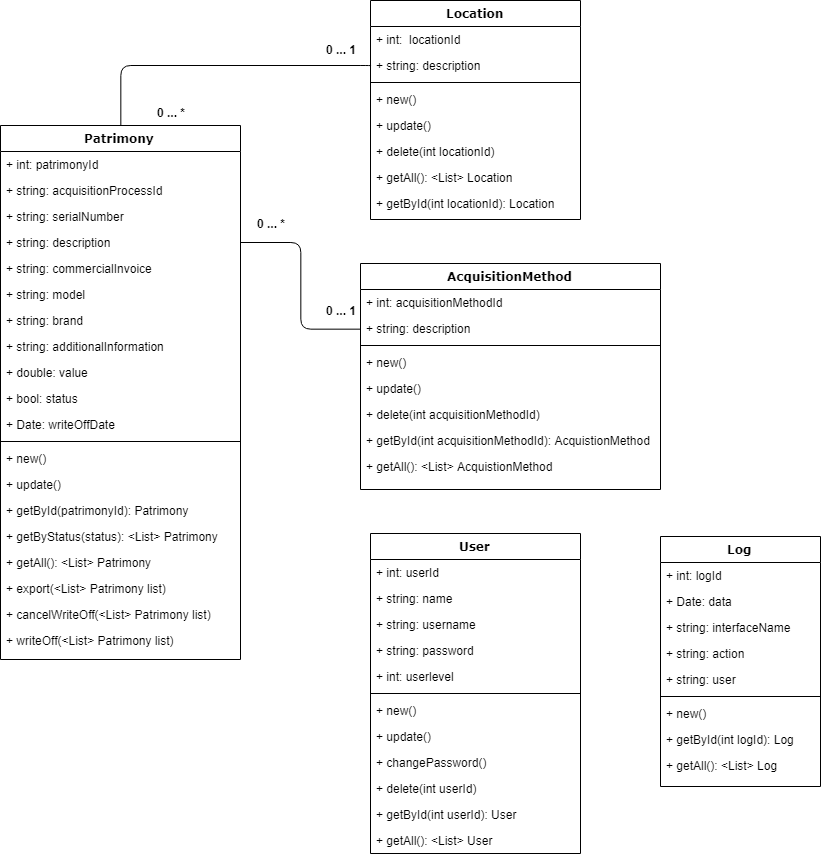 Location
+ int:  locationId
+ string: description
+ new()
+ update()
+ delete(int locationId)
+ getAll(): <List> Location
+ getById(int locationId): Location
0 ... 1
0 ... *
Patrimony
+ int: patrimonyId
+ string: acquisitionProcessId
+ string: serialNumber
+ string: description
+ string: commercialInvoice
+ string: model
+ string: brand
+ string: additionalInformation
+ double: value
+ bool: status
+ Date: writeOffDate
+ new()
+ update()
+ getById(patrimonyId): Patrimony
+ getByStatus(status): <List> Patrimony
+ getAll(): <List> Patrimony
+ export(<List> Patrimony list)
+ cancelWriteOff(<List> Patrimony list)
+ writeOff(<List> Patrimony list)
0 ... *
0 ... 1
AcquisitionMethod
+ int: acquisitionMethodId
+ string: description
+ new()
+ update()
+ delete(int acquisitionMethodId)
+ getById(int acquisitionMethodId): AcquistionMethod
+ getAll(): <List> AcquistionMethod
User
+ int: userId
+ string: name
+ string: username
+ string: password
+ int: userlevel
+ new()
+ update()
+ changePassword()
+ delete(int userId)
+ getById(int userId): User
+ getAll(): <List> User
Log
+ int: logId
+ Date: data
+ string: interfaceName
+ string: action
+ string: user
+ new()
+ getById(int logId): Log
+ getAll(): <List> Log